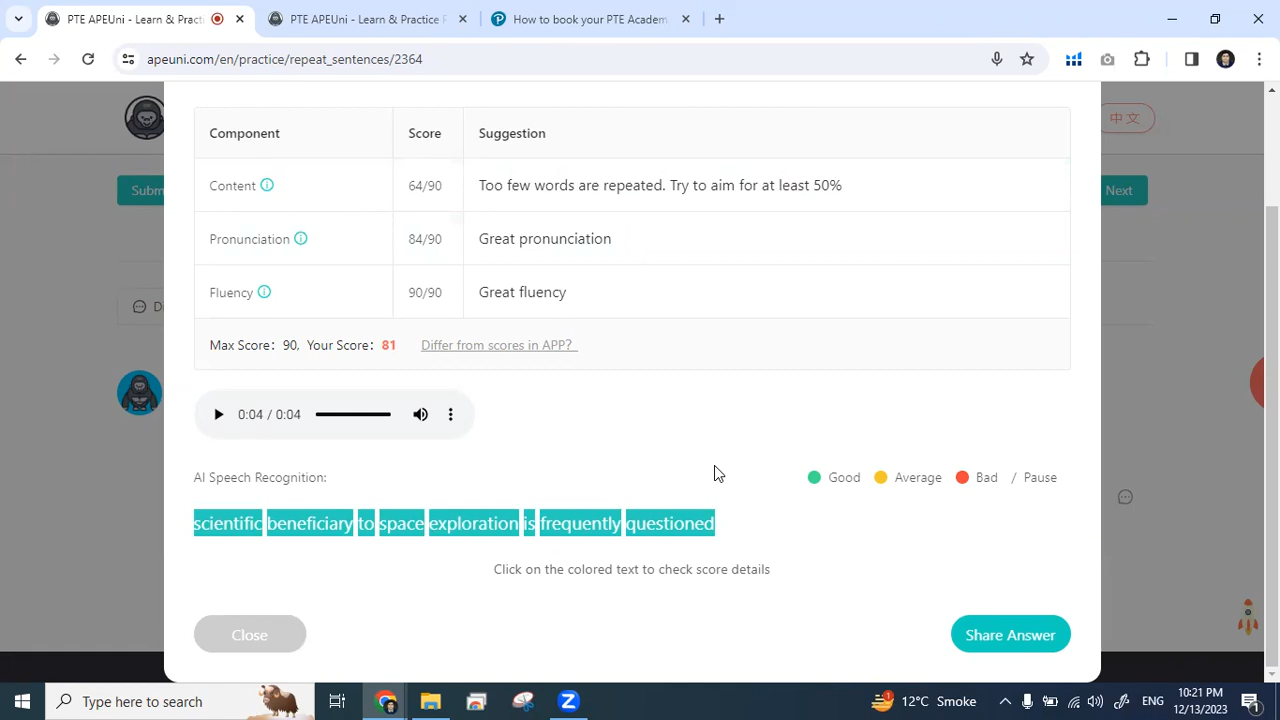 PTE APEUni - Learn & Practi
PTE APEUni - Learn & Practice P
How to book your PTE Academ
apeuni.com/en/practice/repeat_sentences/2364
中文
Subm
Next
Component Score Suggestion
Content 64/90 Too few words are repeated. Try to aim for at least 50%
Pronunciation 84/90 Great pronunciation
Fluency 90/90 Great fluency
Max Score: 90, Your Score: 81 Differ from scores in APP?
Di
0:04 / 0:04
AI Speech Recognition: Good Average Bad / Pause
scientific beneficiary to space exploration is frequently questioned
Click on the colored text to check score details
Close Share Answer
Type here to search
12°C Smoke
ENG
10:21 PM
12/13/2023
1